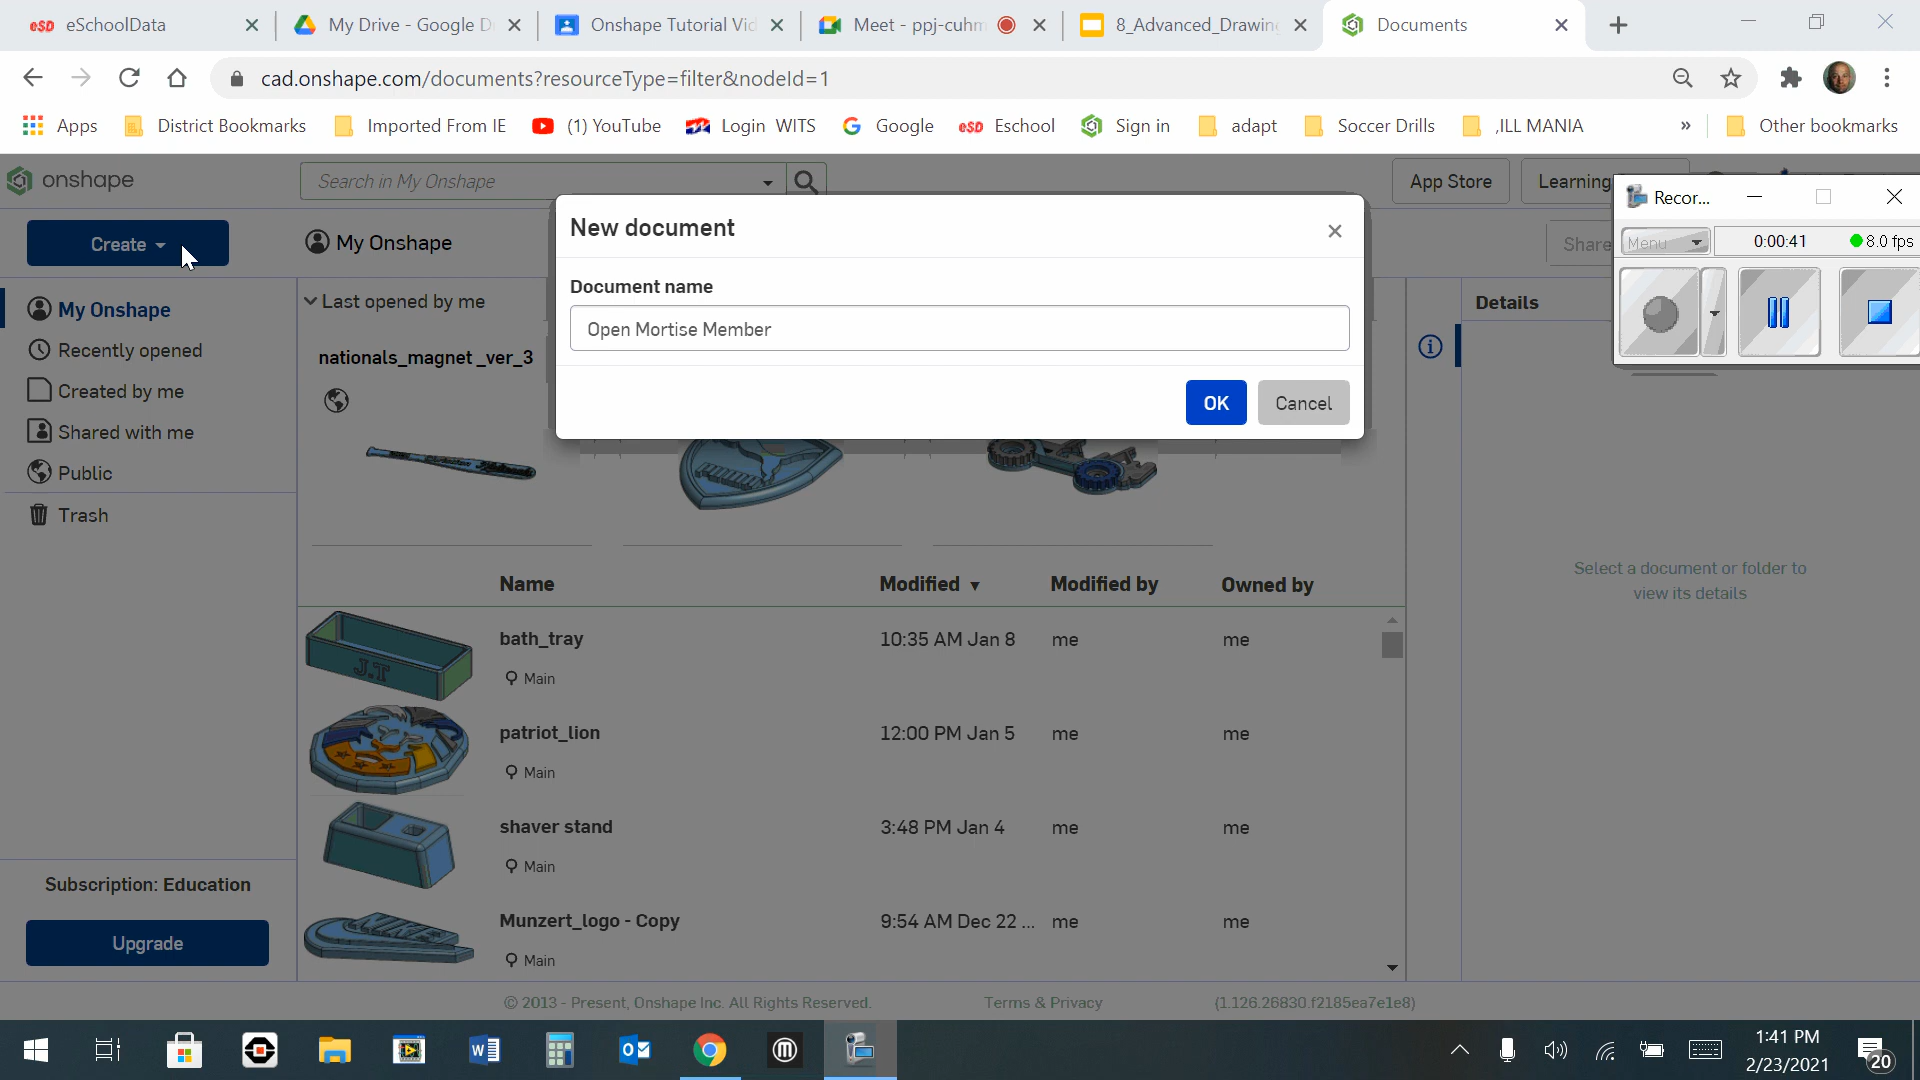 eSD eSchoolData
My Drive - Google D
Onshape Tutorial Vid
Meet - ppj-cuhm
8_Advanced_Drawing
Documents
cad.onshape.com/documents?resourceType=filter&nodeId=1
Apps
District Bookmarks
Imported From IE
(1) YouTube
Login WITS
Google
eSD Eschool
Sign in
adapt
Soccer Drills
,ILL MANIA
»
Other bookmarks
onshape
Search in My Onshape
App Store
Learning
Recor...
Create
My Onshape
Share
Menu
0:00:41
8.0 fps
New document
Document name
Open Mortise Member
OK
Cancel
My Onshape
Recently opened
Created by me
Shared with me
Public
Trash
Last opened by me
nationals_magnet_ver_3
Details
Select a document or folder to
view its details
Name
Modified
Modified by
Owned by
J.T
bath_tray
10:35 AM Jan 8
me
me
Main
patriot_lion
12:00 PM Jan 5
me
me
Main
shaver stand
3:48 PM Jan 4
me
me
Main
NIKE
Munzert_logo - Copy
9:54 AM Dec 22 ...
me
me
Main
Subscription: Education
Upgrade
© 2013 - Present, Onshape Inc. All Rights Reserved.
Terms & Privacy
(1.126.26830.f2185ea7e1e8)
1:41 PM
2/23/2021
20